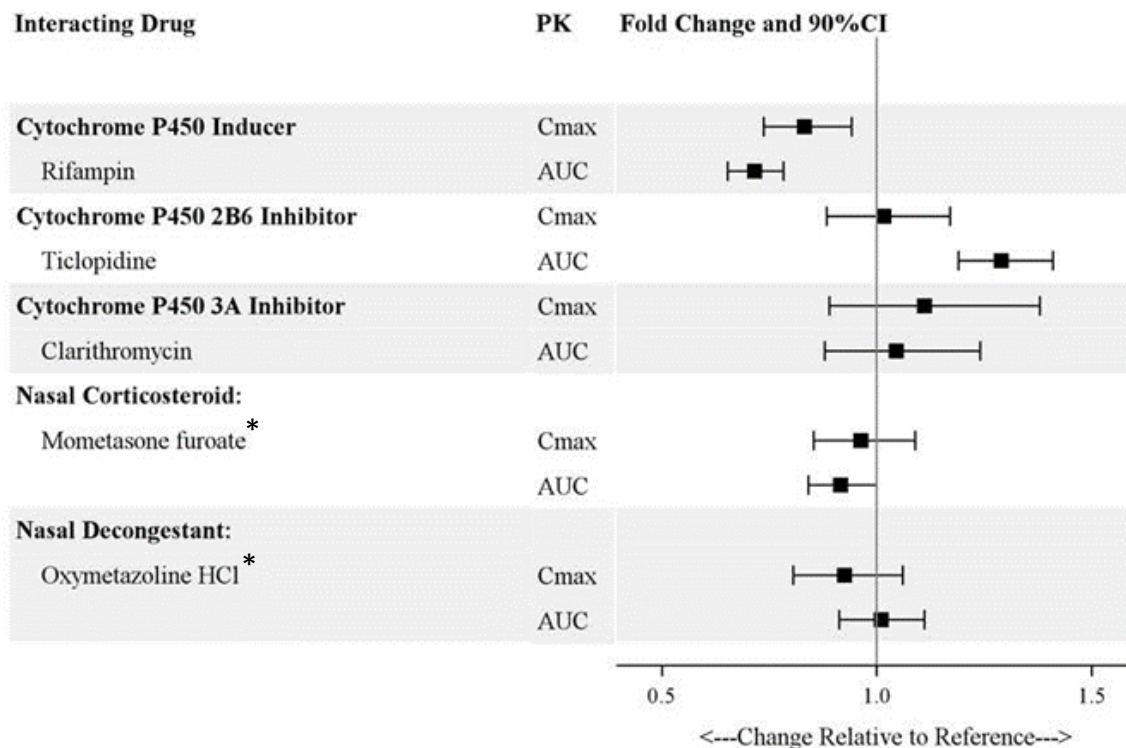 Interacting Drug PK Fold Change and 90%CI
Cytochrome P450 Inducer Cmax
Rifampin AUC
Cytochrome P450 2B6 Inhibitor Cmax
Ticlopidine AUC
Cytochrome P450 3A Inhibitor Cmax
Clarithromycin AUC
Nasal Corticosteroid:
Mometasone furoate* Cmax
AUC
Nasal Decongestant:
Oxymetazoline HCl* Cmax
AUC
0.5 1.0 1.5
<---Change Relative to Reference--->